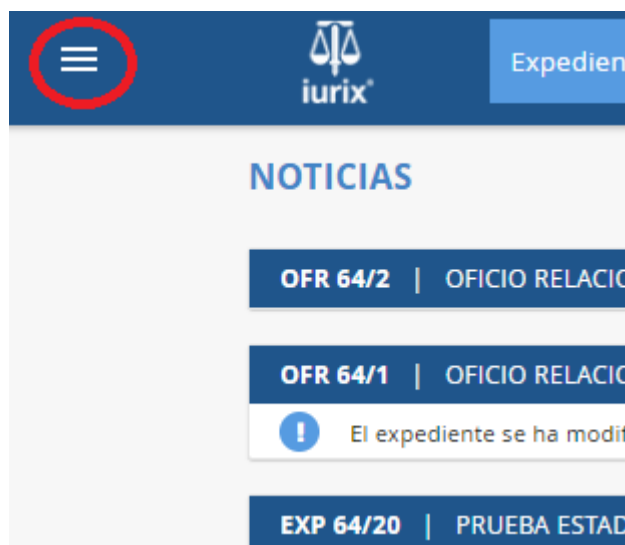 Expedien
iurix®
NOTICIAS
OFR 64/2 | OFICIO RELACIO
OFR 64/1 | OFICIO RELACIO
! El expediente se ha modif
EXP 64/20 | PRUEBA ESTAD